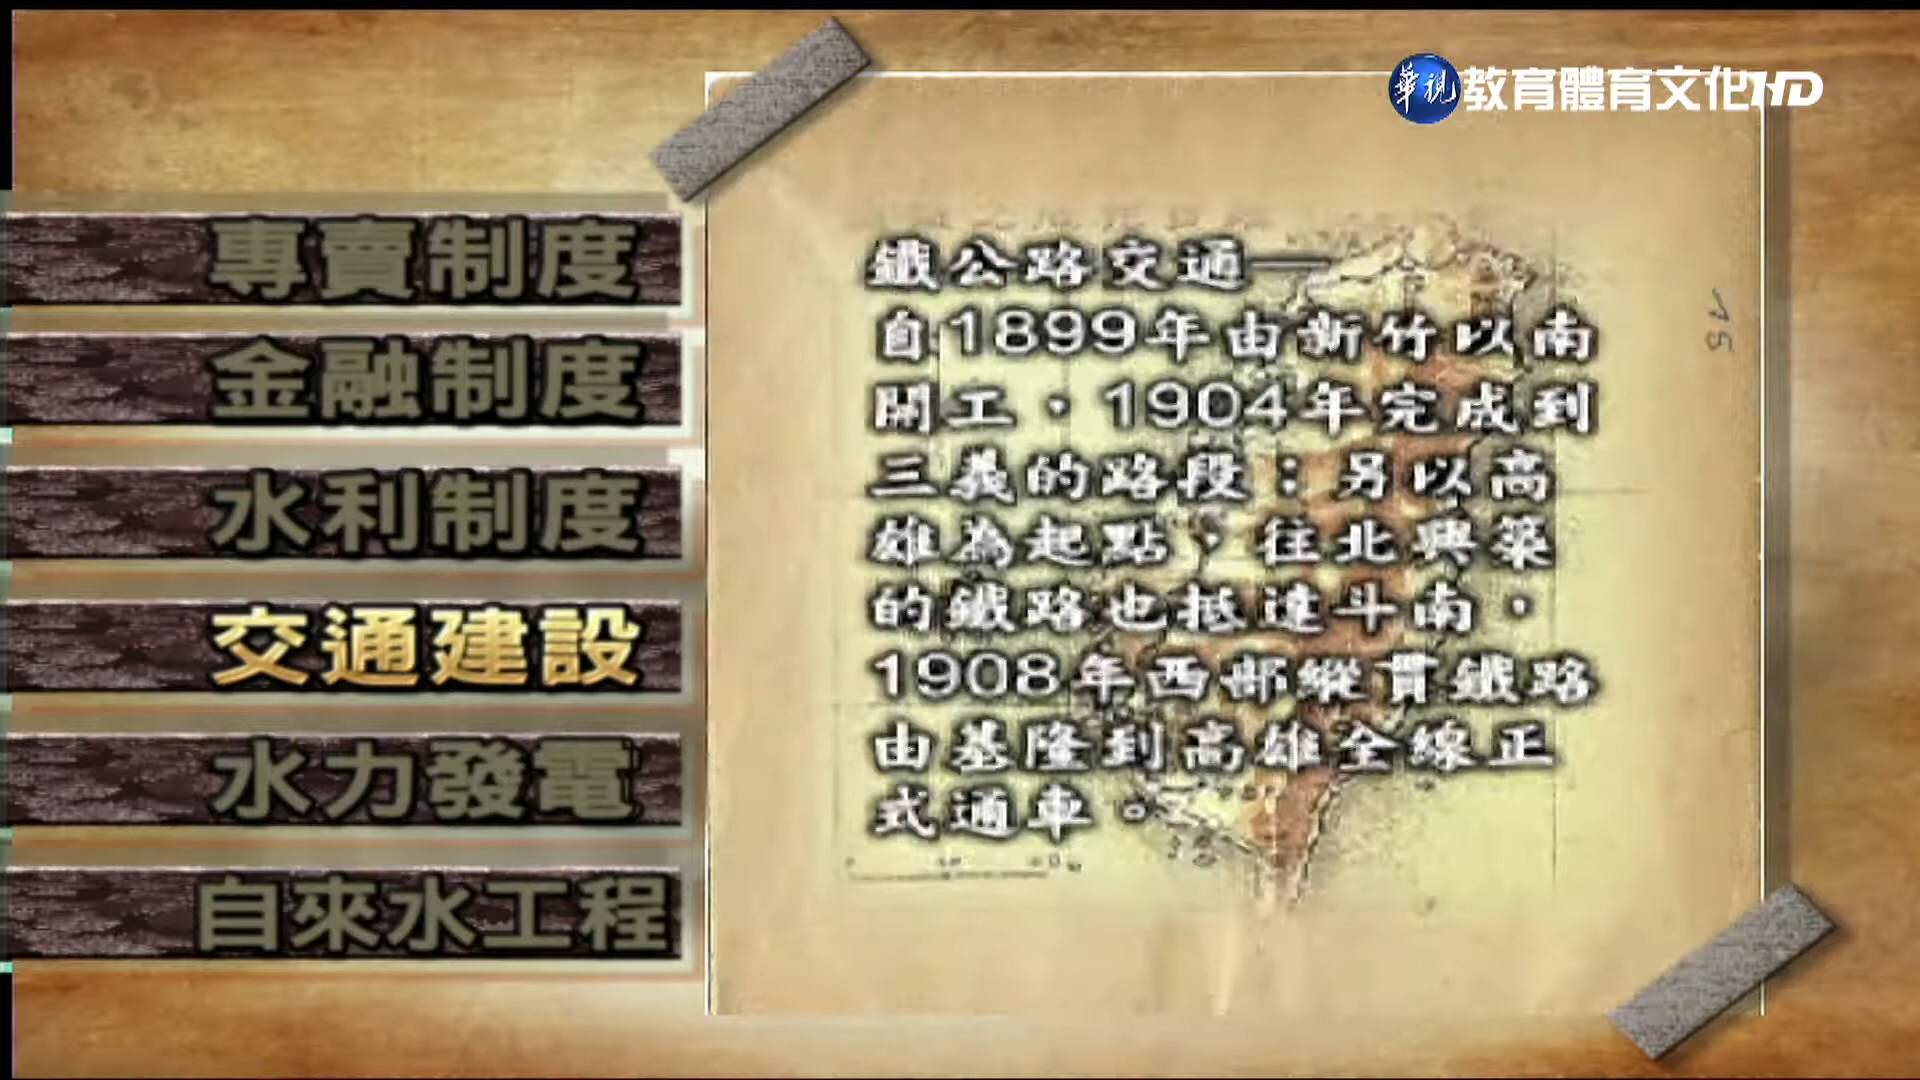 華視 教育體育文化HD
專賣制度
金融制度
水利制度
交通建設
水力發電
自來水工程
鐵公路交通—
自1899年由新竹以南
開工，1904年完成到
三義的路段；另以高
雄為起點，往北興築
的鐵路也抵達斗南，
1908年西部縱貫鐵路
由基隆到高雄全線正
式通車。
15